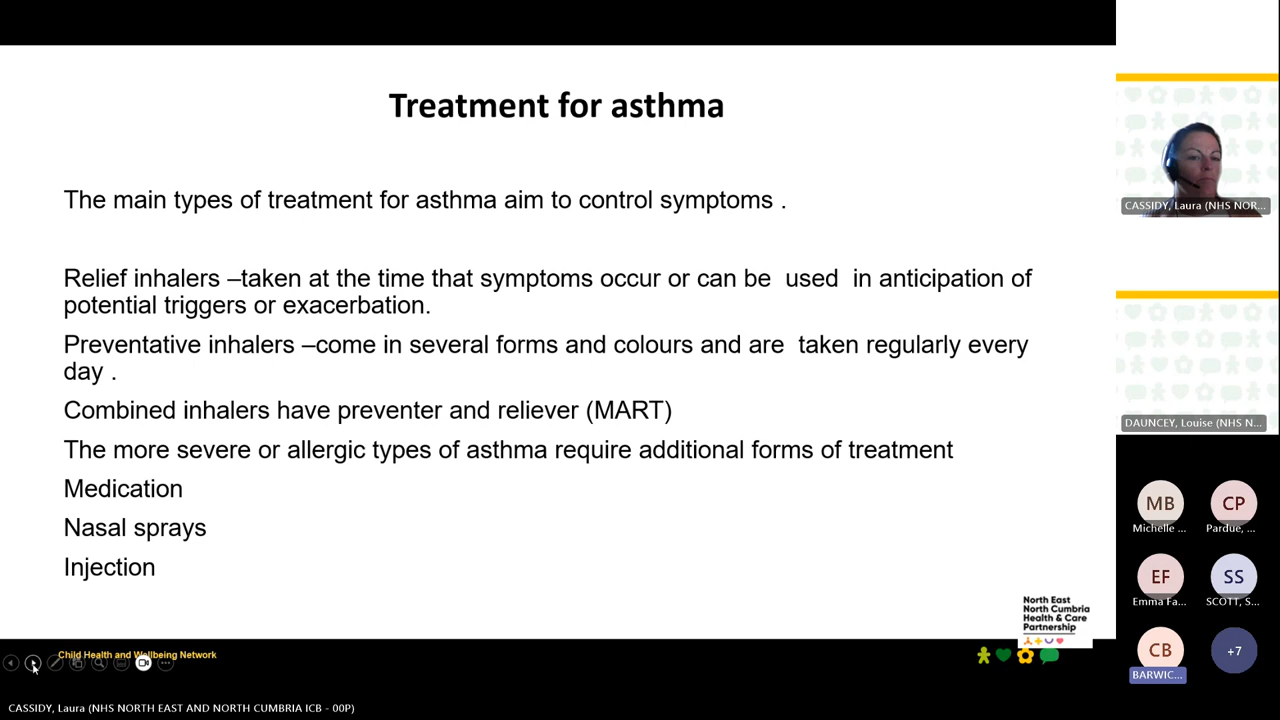 Treatment for asthma
The main types of treatment for asthma aim to control symptoms .
Relief inhalers –taken at the time that symptoms occur or can be  used  in anticipation of
potential triggers or exacerbation.
Preventative inhalers –come in several forms and colours and are  taken regularly every
day .
Combined inhalers have preventer and reliever (MART)
The more severe or allergic types of asthma require additional forms of treatment
Medication
Nasal sprays
Injection
North East
North Cumbria
Health & Care
Partnership
Child Health and Wellbeing Network
CASSIDY, Laura (NHS NORTH EAST AND NORTH CUMBRIA ICB - 00P)
CASSIDY, Laura (NHS NOR...
DAUNCEY, Louise (NHS N...
MB
Michelle ...
CP
Pardue, ...
EF
Emma Fa...
SS
SCOTT, S...
CB
BARWIC...
+7